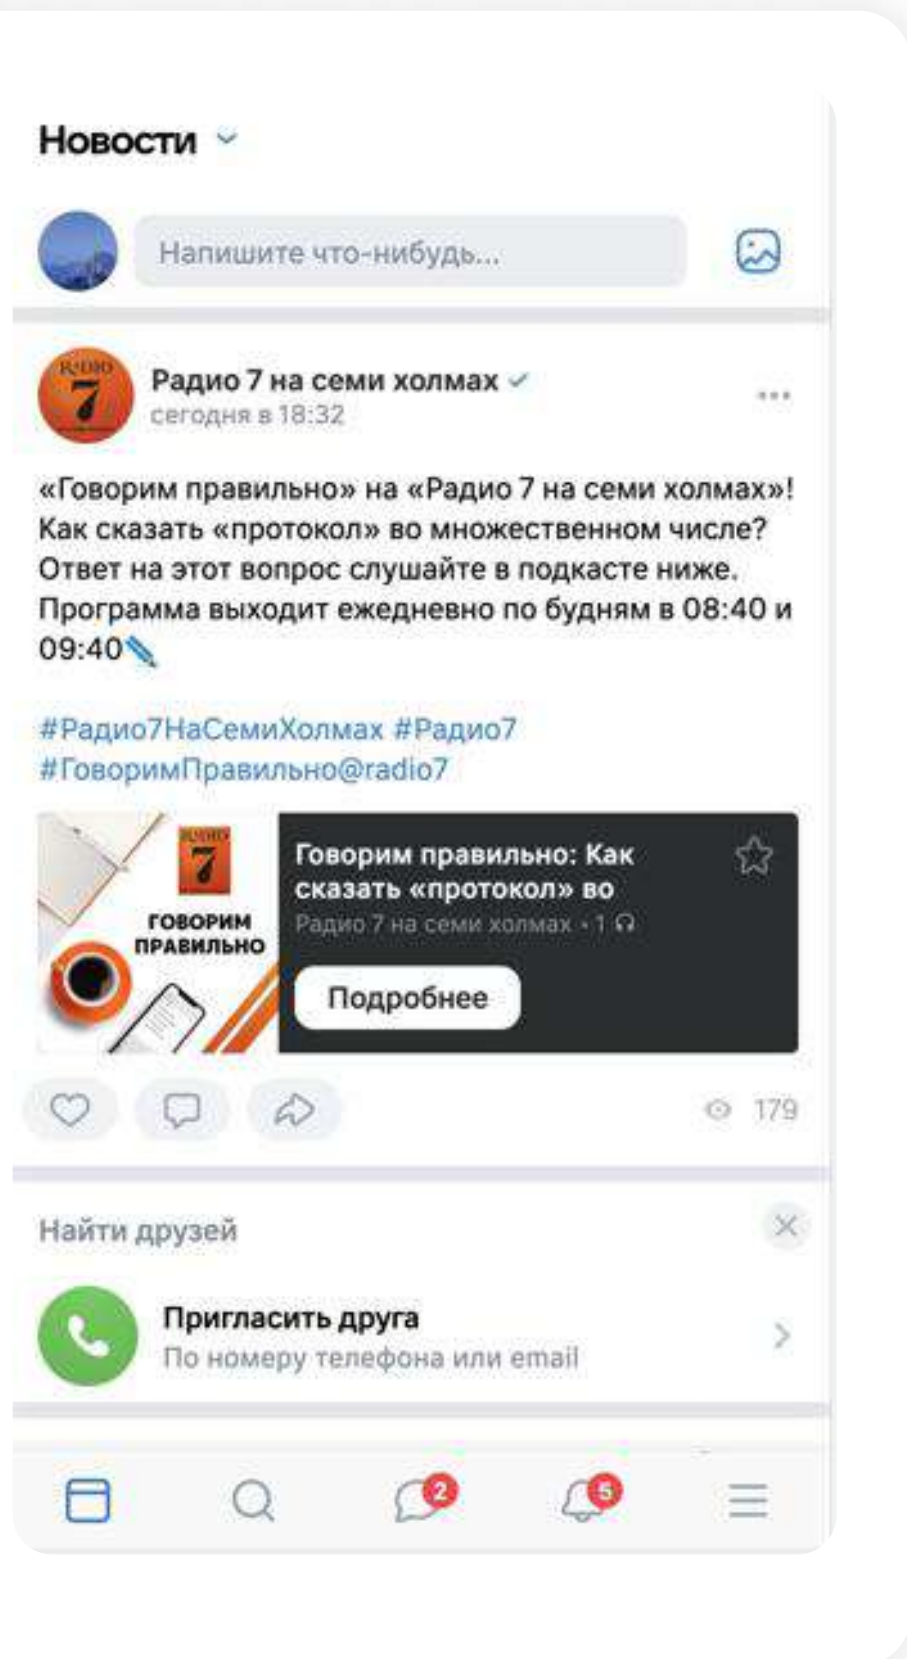 Новости
Напишите что-нибудь...
RADIO
7
Радио 7 на семи холмах
сегодня в 18:32
«Говорим правильно» на «Радио 7 на семи холмах»!
Как сказать «протокол» во множественном числе?
Ответ на этот вопрос слушайте в подкасте ниже.
Программа выходит ежедневно по будням в 08:40 и
09:40
#Радио7НаСемиХолмах #Радио7
#ГоворимПравильно@radio7
RADIO
7
ГОВОРИМ
ПРАВИЛЬНО
Говорим правильно: Как
сказать «протокол» во
Радио 7 на семи холмах • 1
Подробнее
179
Найти друзей
Пригласить друга
По номеру телефона или email
2
5